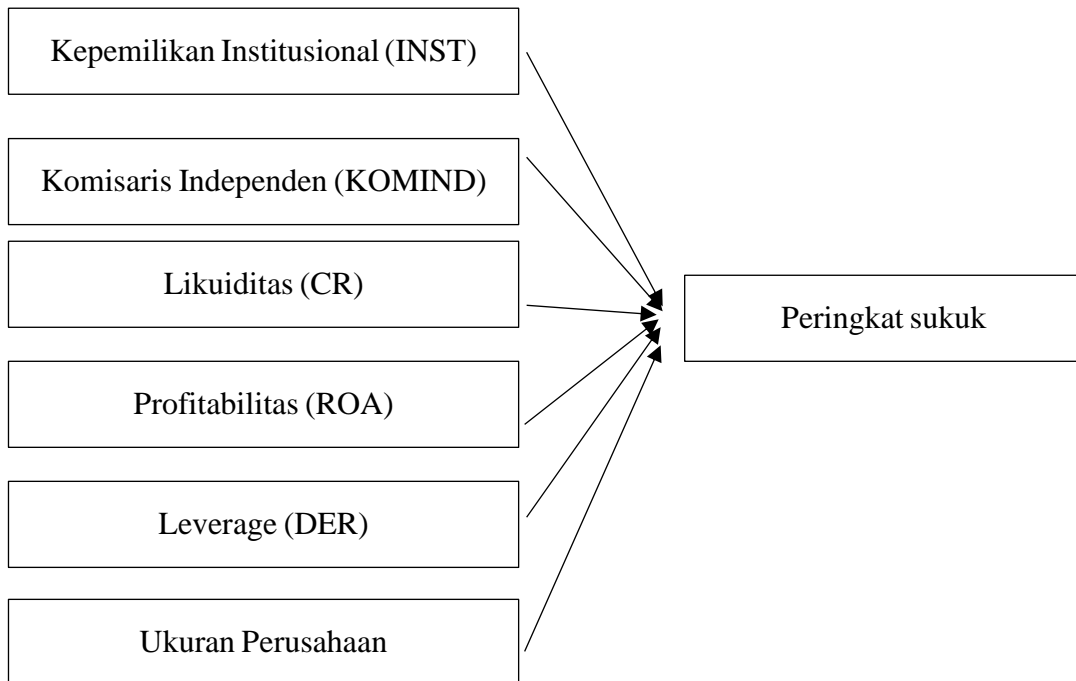 Kepemilikan Institusional (INST)
Komisaris Independen (KOMIND)
Likuiditas (CR)
Profitabilitas (ROA)
Leverage (DER)
Ukuran Perusahaan
Peringkat sukuk